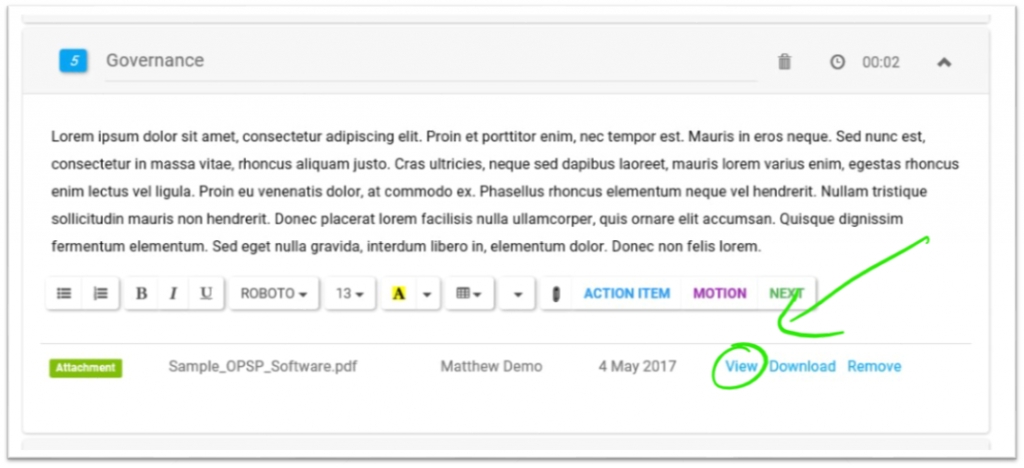 5 Governance 00:02
Lorem ipsum dolor sit amet, consectetur adipiscing elit. Proin et porttitor enim, nec tempor est. Mauris in eros neque. Sed nunc est,
consectetur in massa vitae, rhoncus aliquam justo. Cras ultricies, neque sed dapibus laoreet, mauris lorem varius enim, egestas rhoncus
enim lectus vel ligula. Proin eu venenatis dolor, at commodo ex. Phasellus rhoncus elementum neque vel hendrerit. Nullam tristique
sollicitudin mauris non hendrerit. Donec placerat lorem facilisis nulla ullamcorper, quis ornare elit accumsan. Quisque dignissim
fermentum elementum. Sed eget nulla gravida, interdum libero in, elementum dolor. Donec non felis lorem.
B I U ROBOTO 13 A ACTION ITEM MOTION NEXT
Attachment Sample_OPSP_Software.pdf Matthew Demo 4 May 2017 View Download Remove